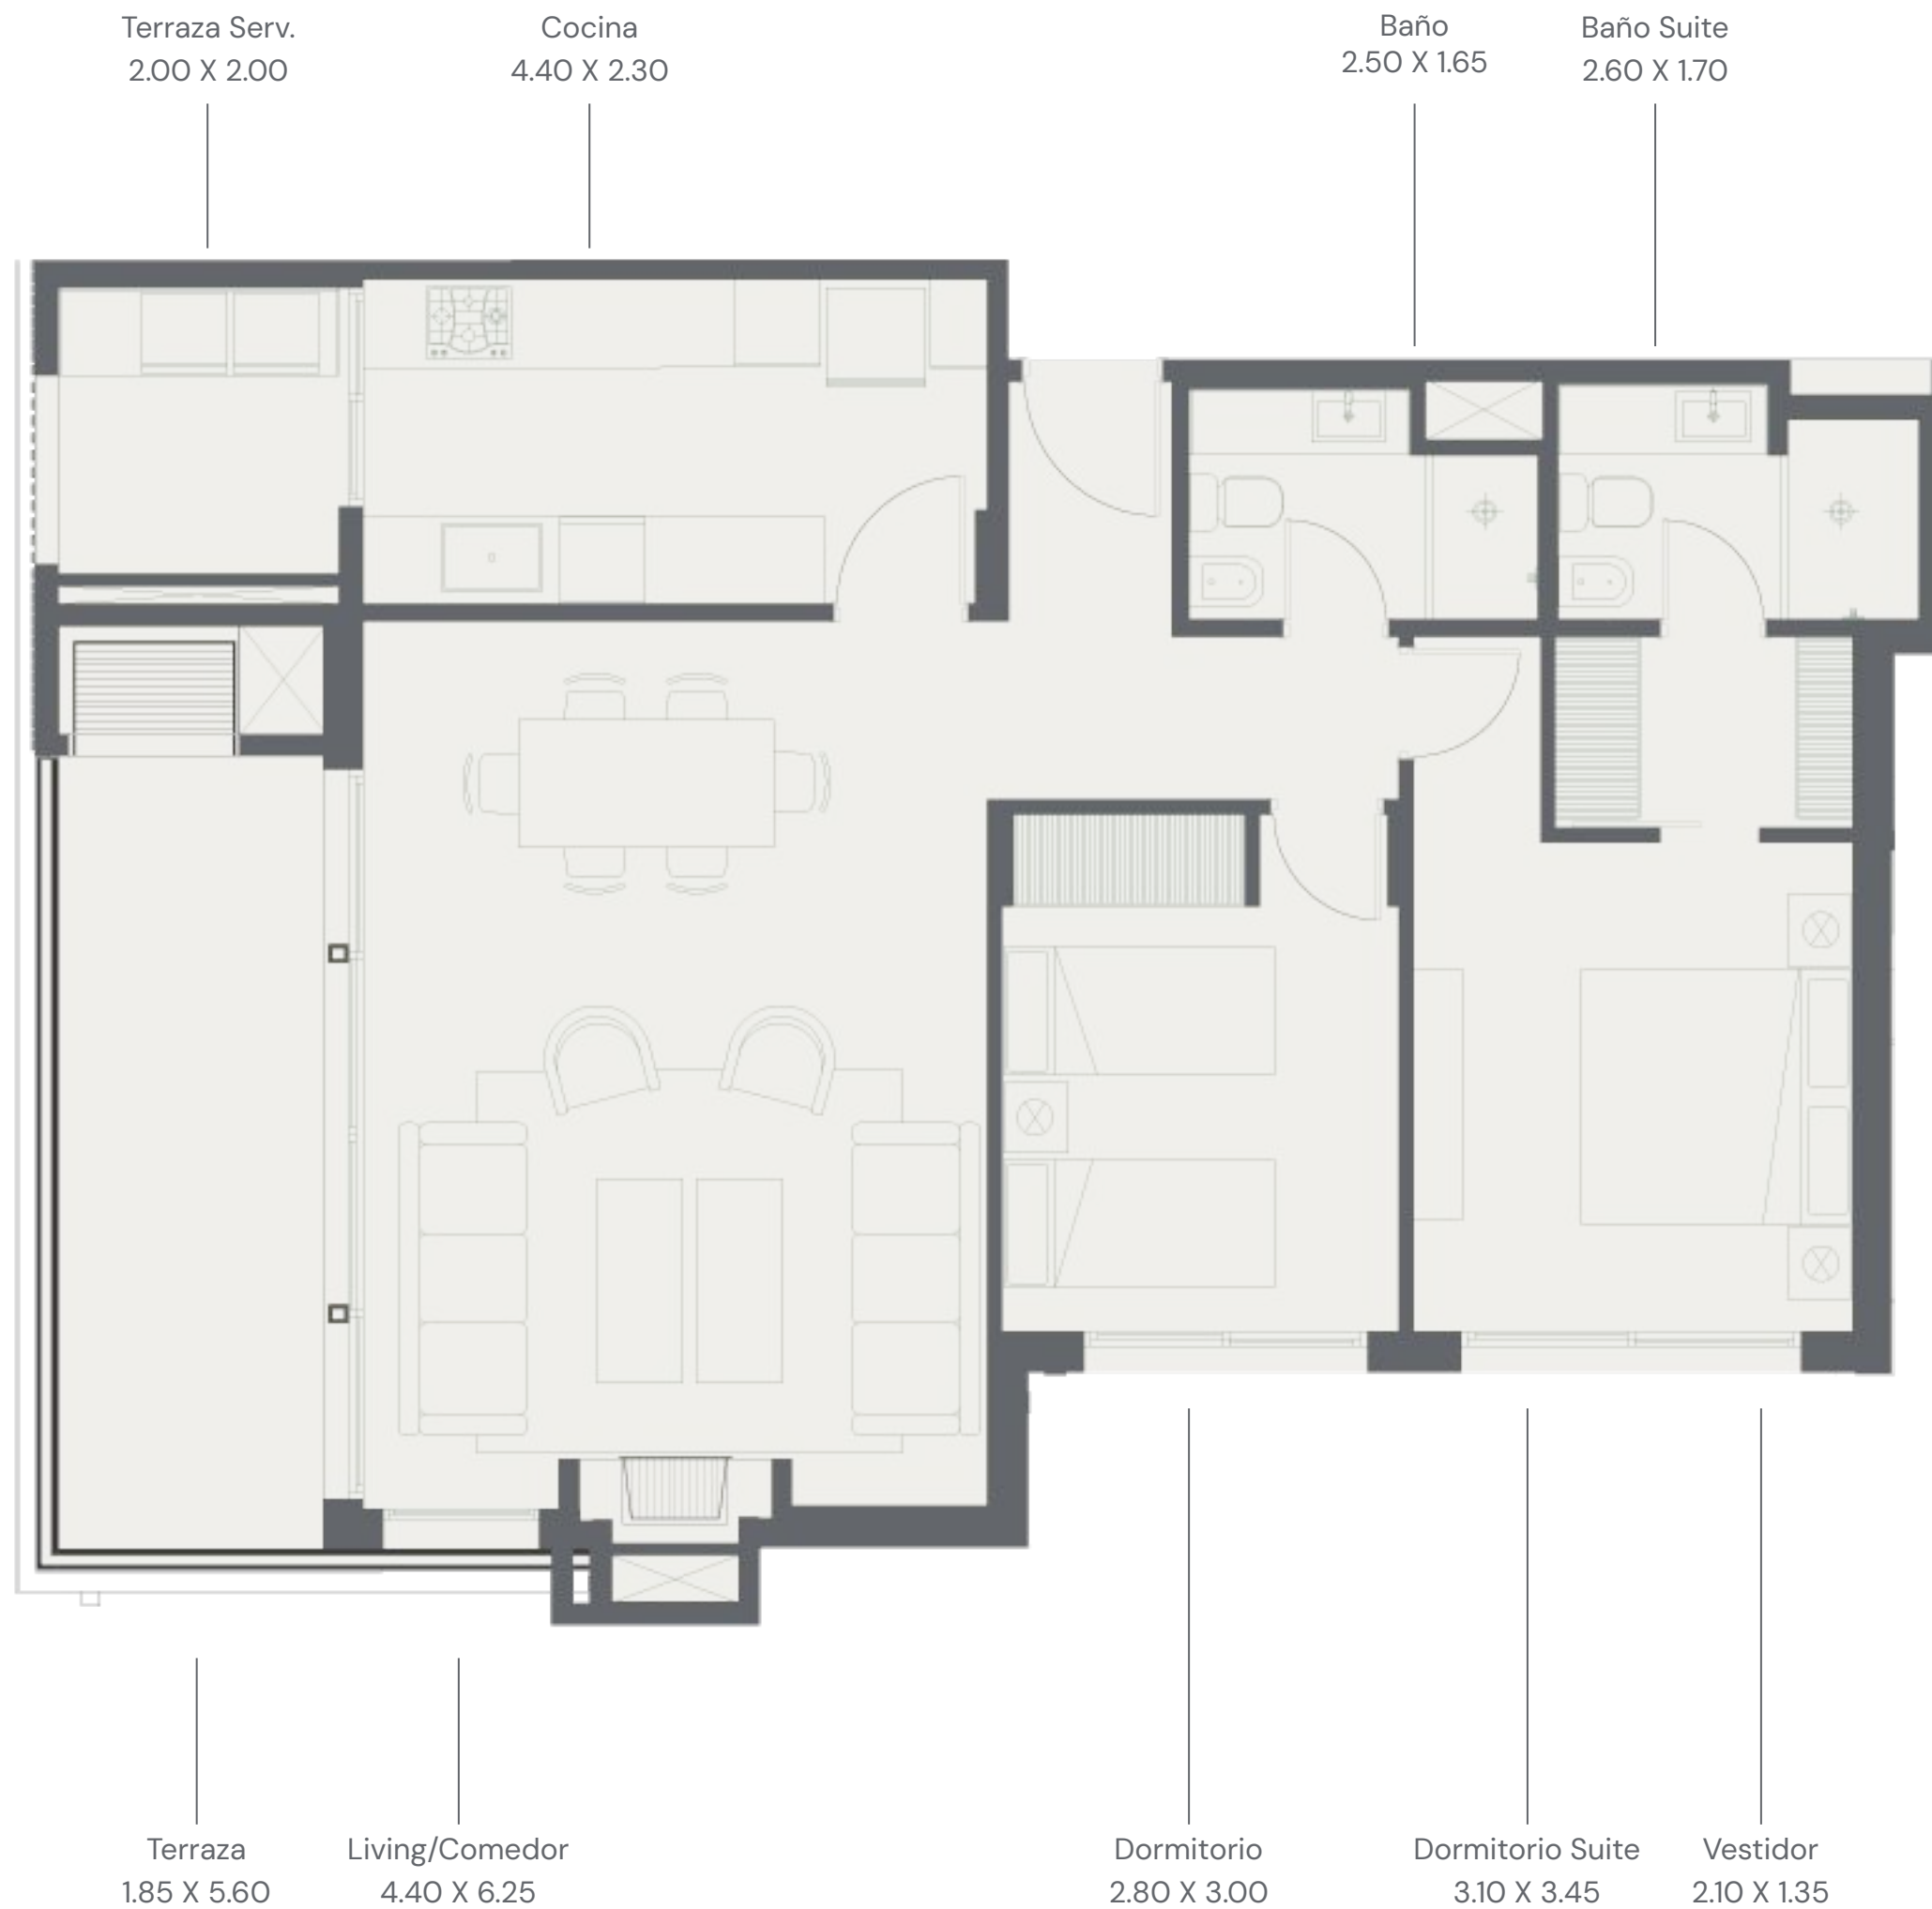 Terraza Serv.
2.00 X 2.00
Cocina
4.40 X 2.30
Baño
2.50 X 1.65
Baño Suite
2.60 X 1.70
Terraza
1.85 X 5.60
Living/Comedor
4.40 X 6.25
Dormitorio
2.80 X 3.00
Dormitorio Suite
3.10 X 3.45
Vestidor
2.10 X 1.35